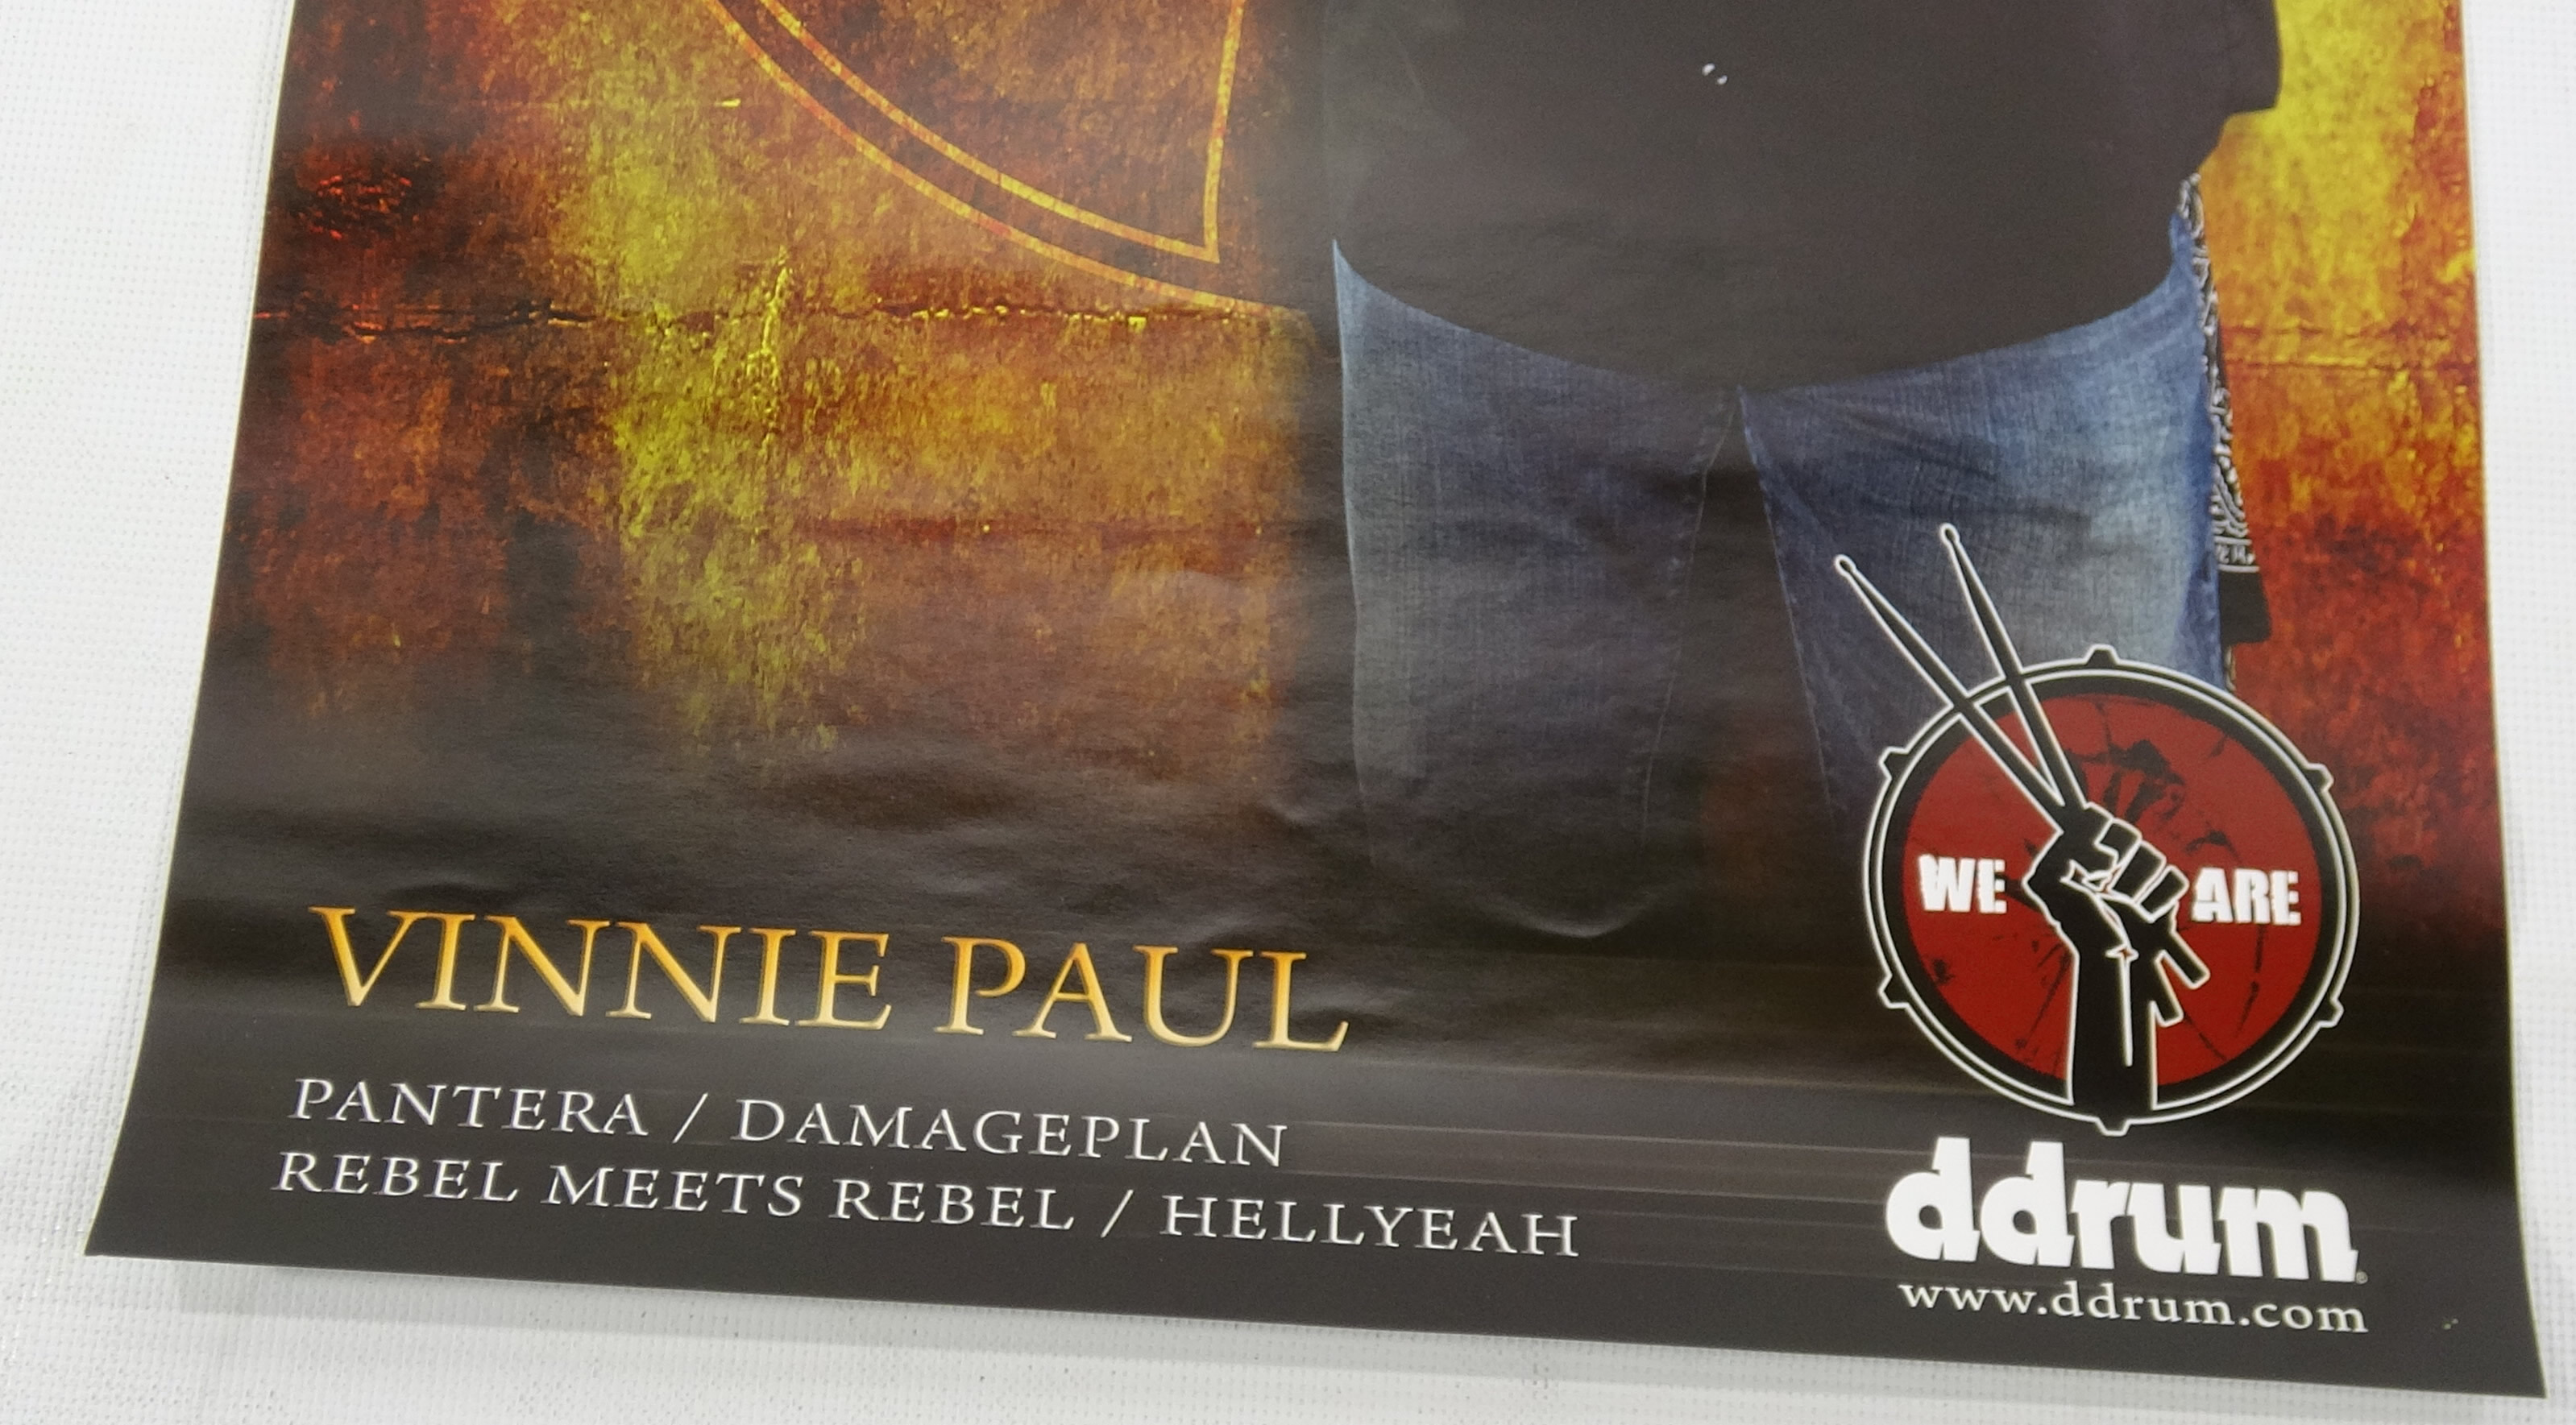 VINNIE PAUL
PANTERA / DAMAGEPLAN
REBEL MEETS REBEL / HELLYEAH
WE ARE
ddrum®
www.ddrum.com